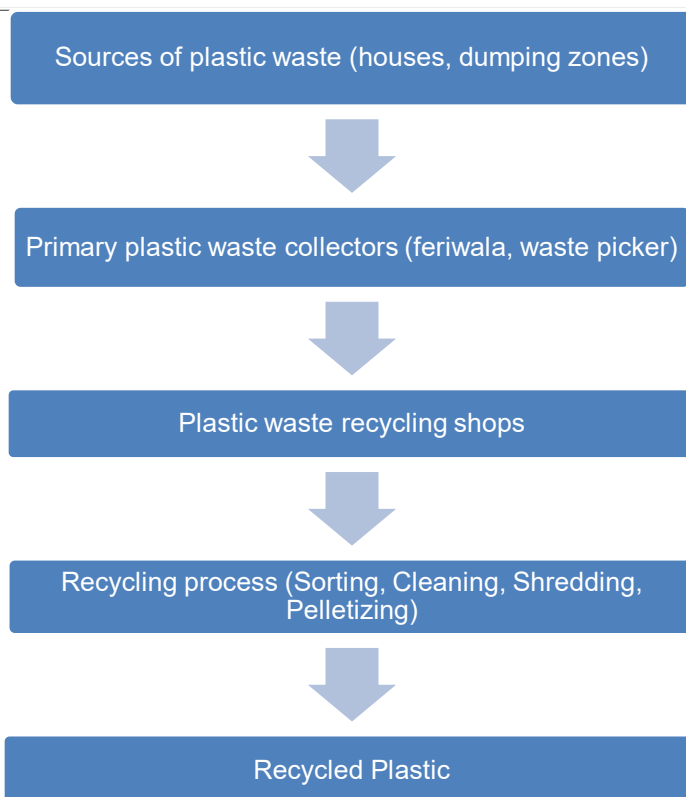 Sources of plastic waste (houses, dumping zones)
Primary plastic waste collectors (feriwala, waste picker)
Plastic waste recycling shops
Recycling process (Sorting, Cleaning, Shredding,
Pelletizing)
Recycled Plastic